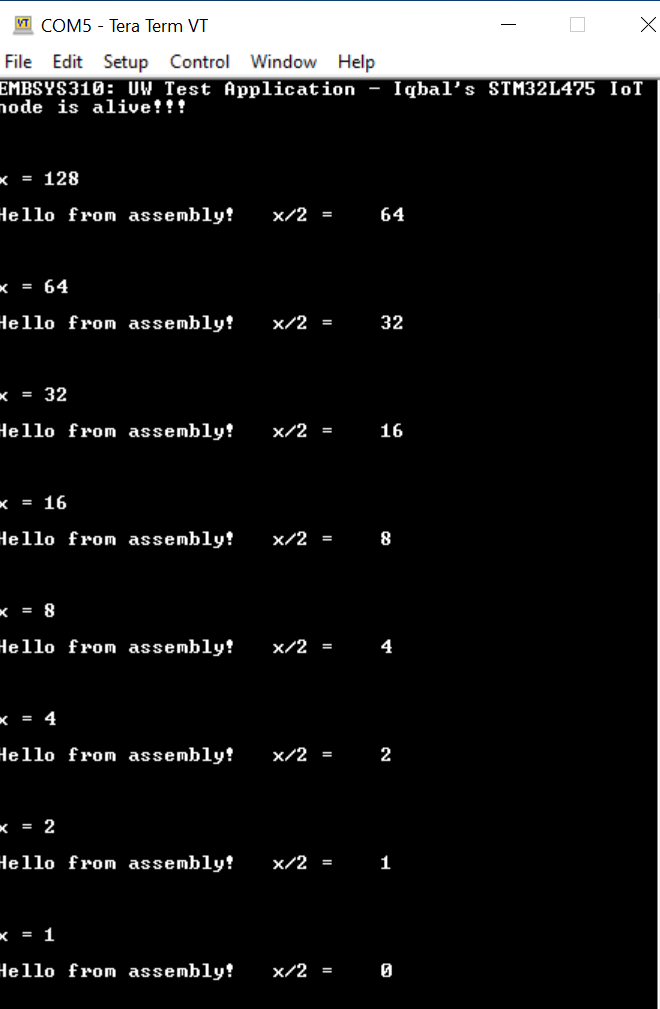 COM5 - Tera Term VT
File Edit Setup Control Window Help
EMBSYS310: UW Test Application - Iqbal's STM32L475 IoT
node is alive!!!
x = 128
Hello from assembly! x/2 = 64
x = 64
Hello from assembly! x/2 = 32
x = 32
Hello from assembly! x/2 = 16
x = 16
Hello from assembly! x/2 = 8
x = 8
Hello from assembly! x/2 = 4
x = 4
Hello from assembly! x/2 = 2
x = 2
Hello from assembly! x/2 = 1
x = 1
Hello from assembly! x/2 = 0